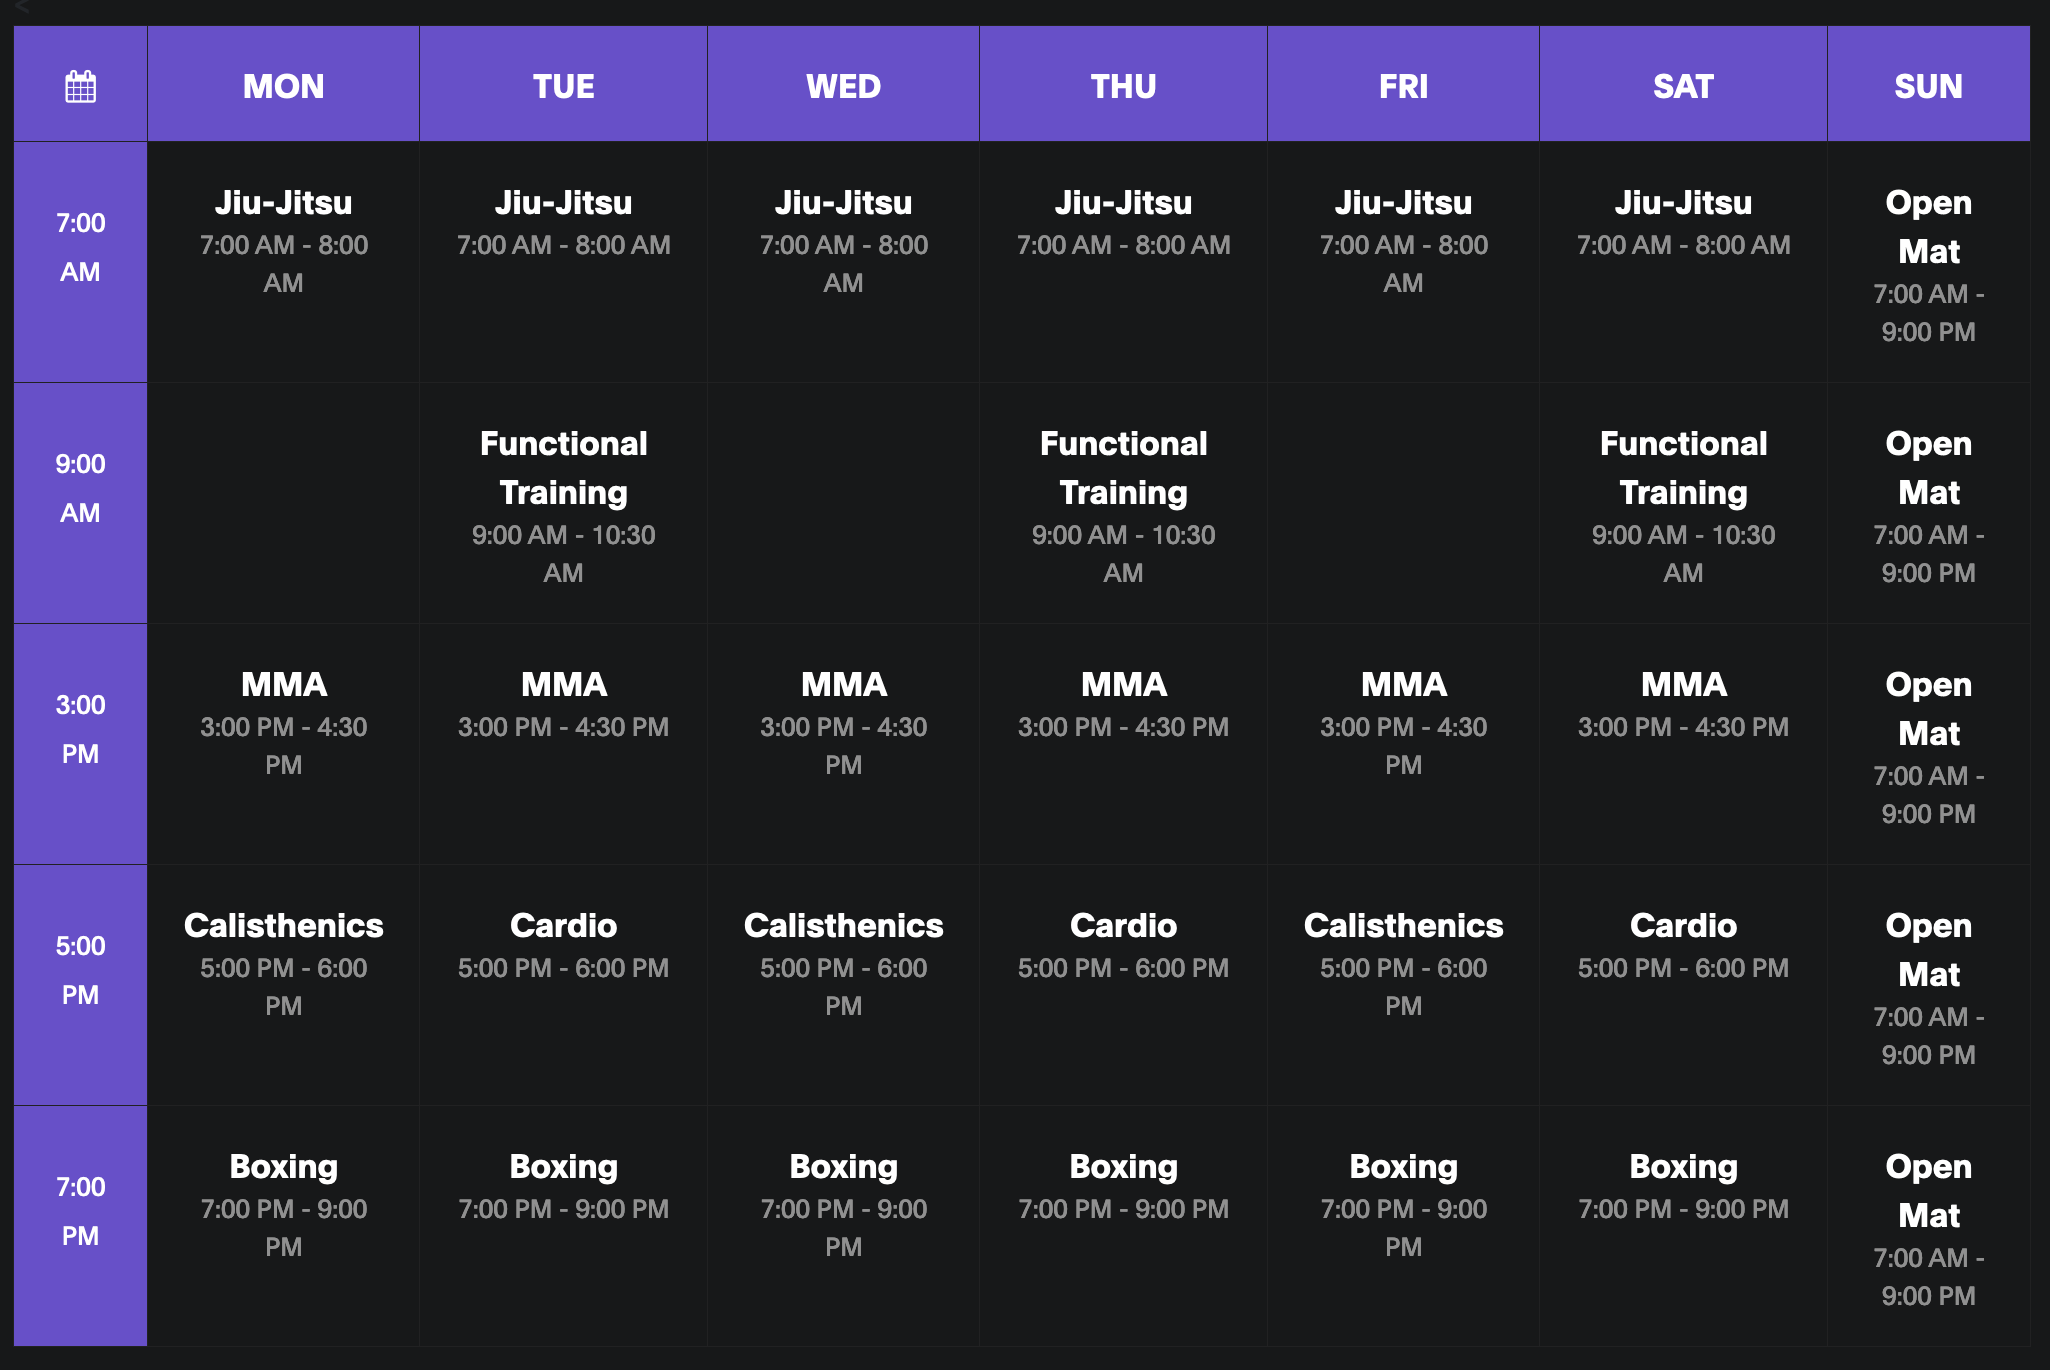 MON TUE WED THU FRI SAT SUN
7:00
AM
Jiu-Jitsu
7:00 AM - 8:00
AM
Jiu-Jitsu
7:00 AM - 8:00 AM
Jiu-Jitsu
7:00 AM - 8:00
AM
Jiu-Jitsu
7:00 AM - 8:00 AM
Jiu-Jitsu
7:00 AM - 8:00
AM
Jiu-Jitsu
7:00 AM - 8:00 AM
Open
Mat
7:00 AM -
9:00 PM
9:00
AM
Functional
Training
9:00 AM - 10:30
AM
Functional
Training
9:00 AM - 10:30
AM
Functional
Training
9:00 AM - 10:30
AM
Open
Mat
7:00 AM -
9:00 PM
3:00
PM
MMA
3:00 PM - 4:30
PM
MMA
3:00 PM - 4:30 PM
MMA
3:00 PM - 4:30
PM
MMA
3:00 PM - 4:30 PM
MMA
3:00 PM - 4:30
PM
MMA
3:00 PM - 4:30 PM
Open
Mat
7:00 AM -
9:00 PM
5:00
PM
Calisthenics
5:00 PM - 6:00
PM
Cardio
5:00 PM - 6:00 PM
Calisthenics
5:00 PM - 6:00
PM
Cardio
5:00 PM - 6:00 PM
Calisthenics
5:00 PM - 6:00
PM
Cardio
5:00 PM - 6:00 PM
Open
Mat
7:00 AM -
9:00 PM
7:00
PM
Boxing
7:00 PM - 9:00
PM
Boxing
7:00 PM - 9:00 PM
Boxing
7:00 PM - 9:00
PM
Boxing
7:00 PM - 9:00 PM
Boxing
7:00 PM - 9:00
PM
Boxing
7:00 PM - 9:00 PM
Open
Mat
7:00 AM -
9:00 PM